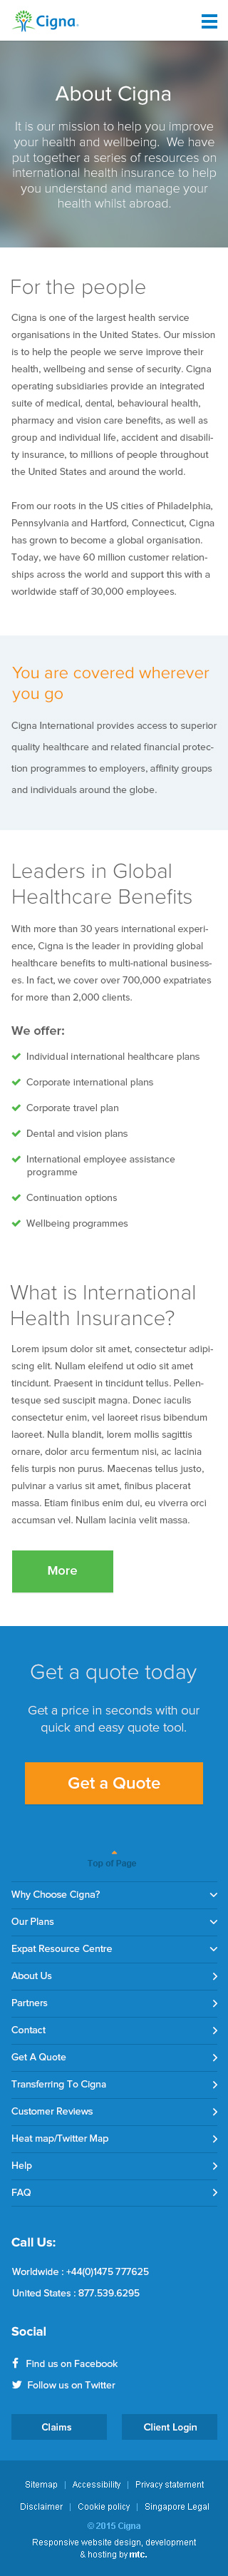 Cigna
About Cigna
It is our mission to help you improve
your health and wellbeing. We have
put together a series of resources on
international health insurance to help
you understand and manage your
health whilst abroad.
For the people
Cigna is one of the largest health service
organisations in the United States. Our mission
is to help the people we serve improve their
health, wellbeing and sense of security. Cigna
operating subsidiaries provide an integrated
suite of medical, dental, behavioural health,
pharmacy and vision care benefits, as well as
group and individual life, accident and disabili-
ty insurance, to millions of people throughout
the United States and around the world.
From our roots in the US cities of Philadelphia,
Pennsylvania and Hartford, Connecticut, Cigna
has grown to become a global organisation.
Today, we have 60 million customer relation-
ships across the world and support this with a
worldwide staff of 30,000 employees.
You are covered wherever
you go
Cigna International provides access to superior
quality healthcare and related financial protec-
tion programmes to employers, affinity groups
and individuals around the globe.
Leaders in Global
Healthcare Benefits
With more than 30 years international experi-
ence, Cigna is the leader in providing global
healthcare benefits to multi-national business-
es. In fact, we cover over 700,000 expatriates
for more than 2,000 clients.
We offer:
Individual international healthcare plans
Corporate international plans
Corporate travel plan
Dental and vision plans
International employee assistance
programme
Continuation options
Wellbeing programmes
What is International
Health Insurance?
Lorem ipsum dolor sit amet, consectetur adipi-
scing elit. Nullam eleifend ut odio sit amet
tincidunt. Praesent in tincidunt tellus. Pellen-
tesque sed suscipit magna. Donec iaculis
consectetur enim, vel laoreet risus bibendum
laoreet. Nulla blandit, lorem mollis sagittis
ornare, dolor arcu fermentum nisi, ac lacinia
felis turpis non purus. Maecenas tellus justo,
pulvinar a varius sit amet, finibus placerat
massa. Etiam finibus enim dui, eu viverra orci
accumsan vel. Nullam lacinia velit massa.
More
Get a quote today
Get a price in seconds with our
quick and easy quote tool.
Get a Quote
Top of Page
Why Choose Cigna?
Our Plans
Expat Resource Centre
About Us
Partners
Contact
Get A Quote
Transferring To Cigna
Customer Reviews
Heat map/Twitter Map
Help
FAQ
Call Us:
Worldwide : +44(0)1475 777625
United States : 877.539.6295
Social
Find us on Facebook
Follow us on Twitter
Claims Client Login
Sitemap | Accessibility | Privacy statement
Disclaimer | Cookie policy | Singapore Legal
© 2015 Cigna
Responsive website design, development
& hosting by mtc.